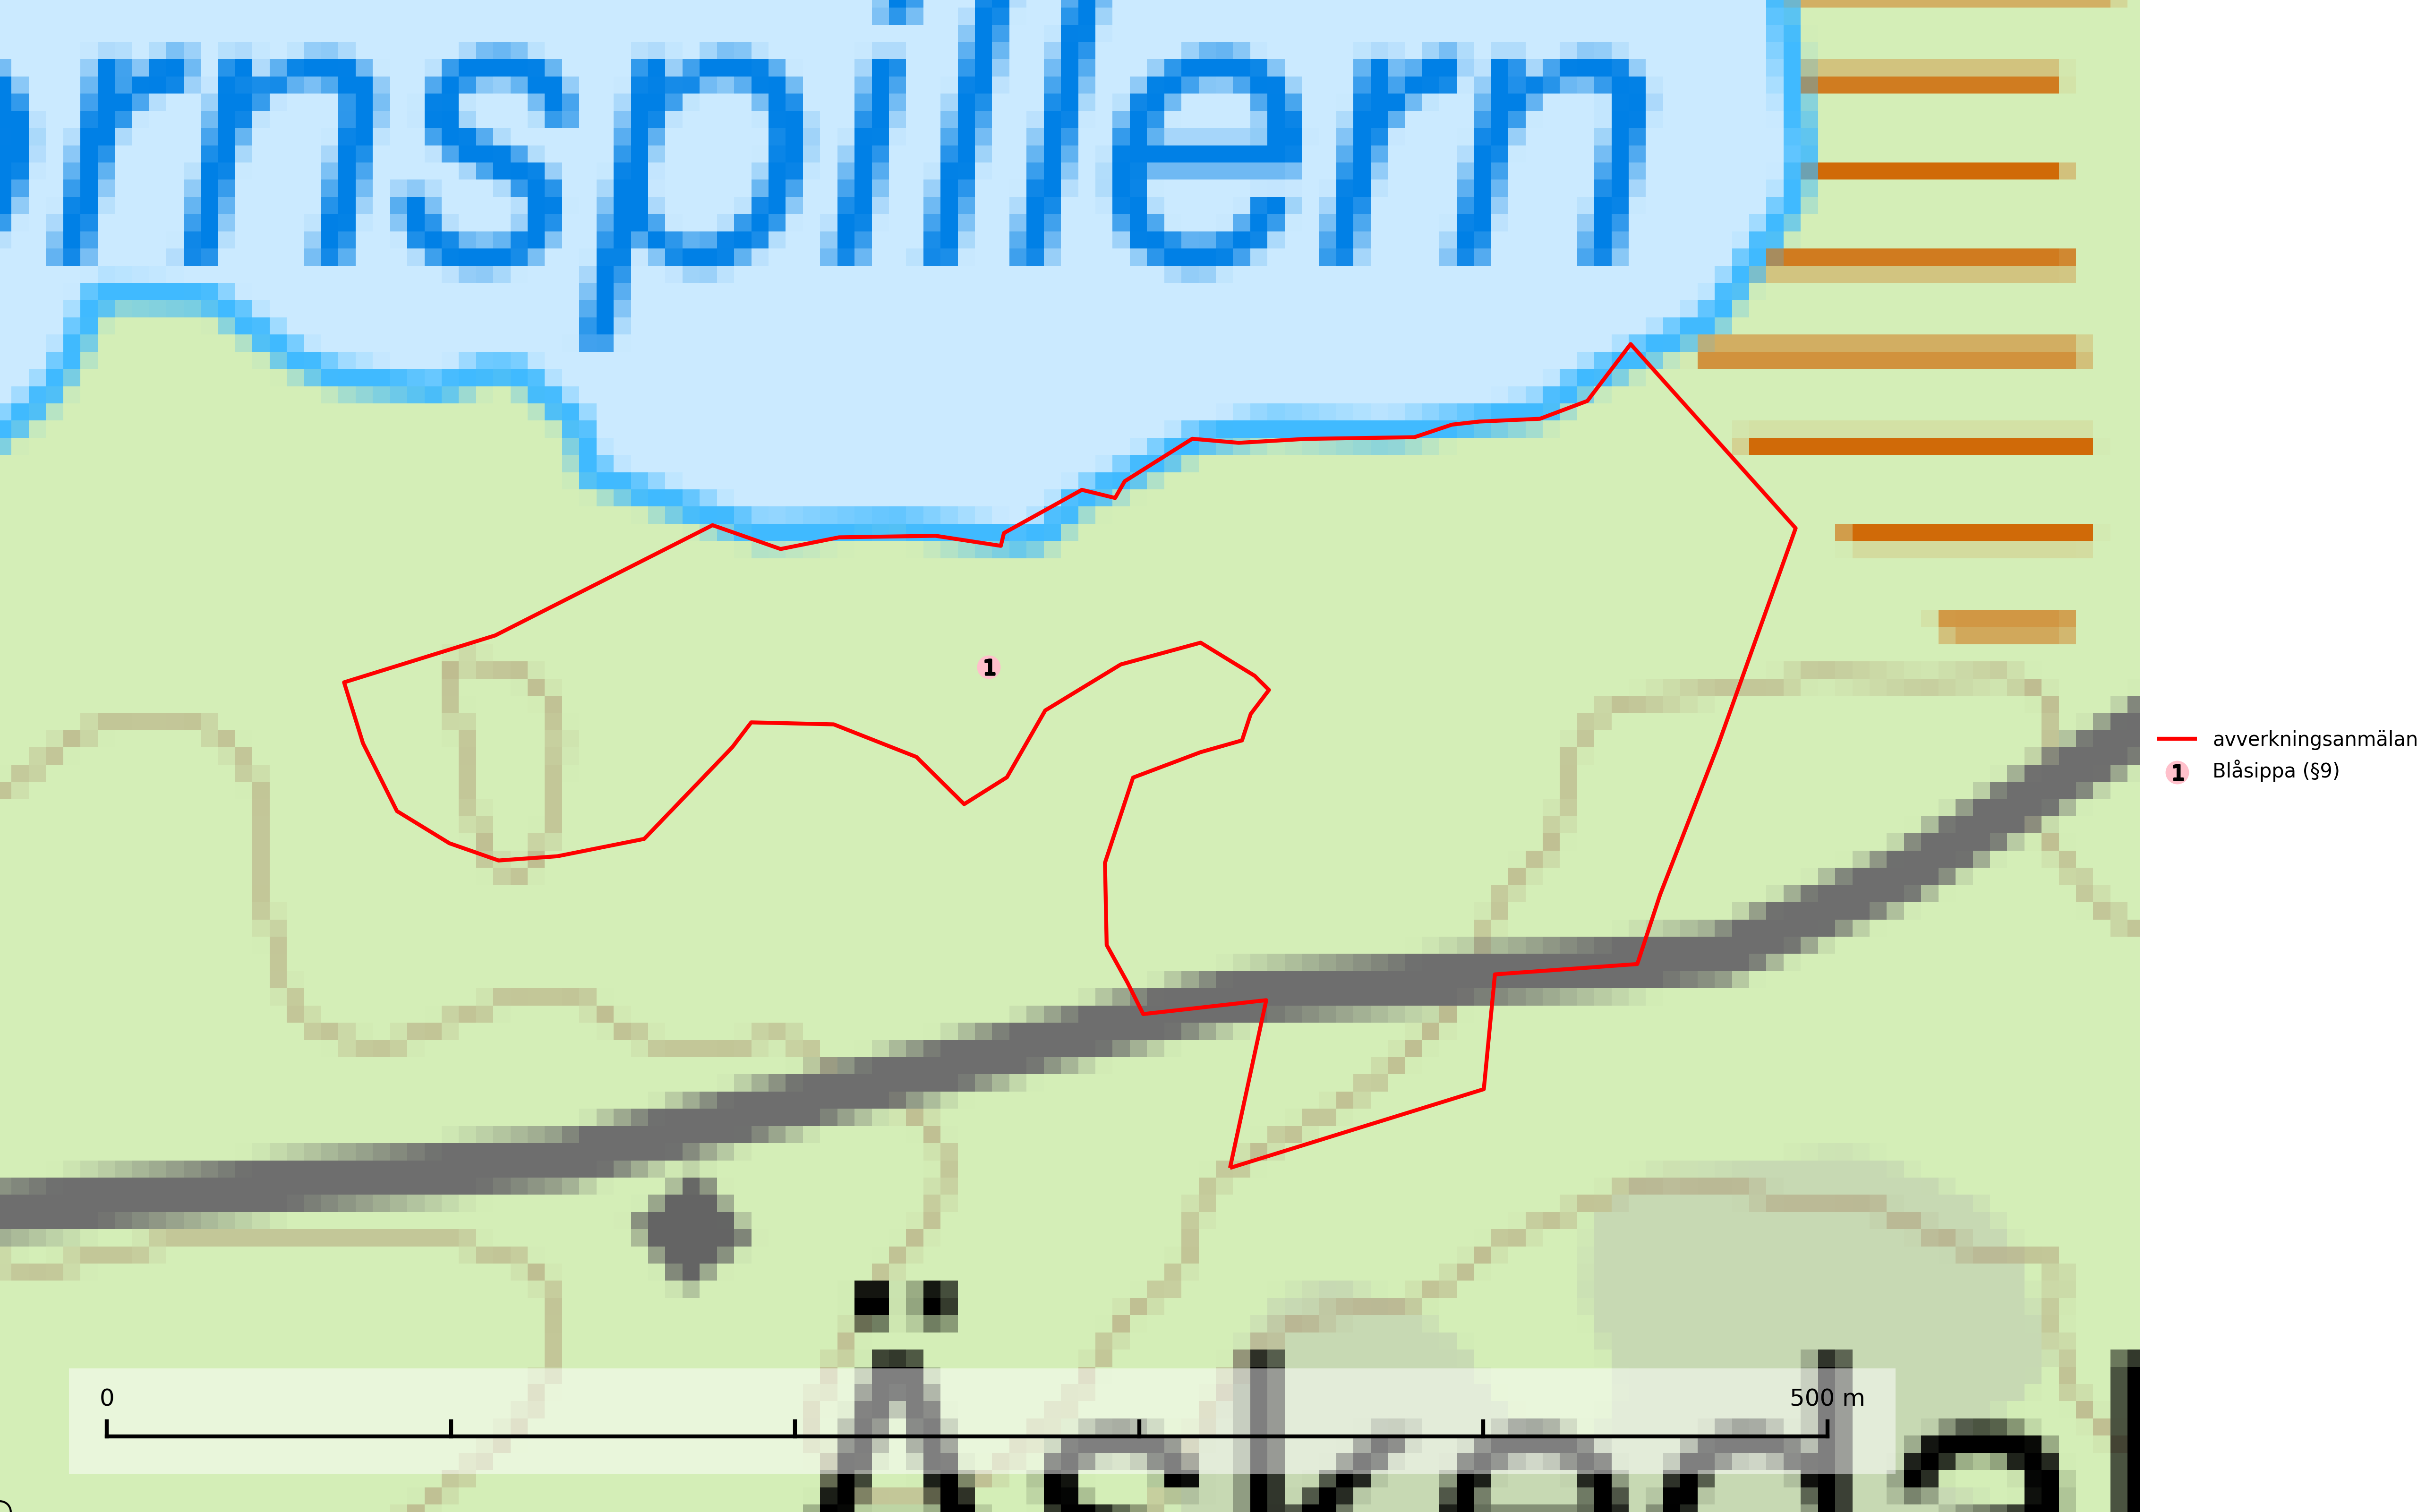 rnspillern
1
avverkningsanmälan
1 Blåsippa (§9)
0 500 m